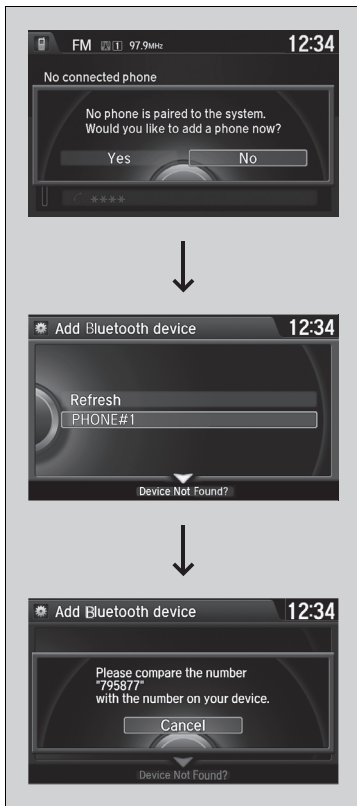 FM 1 97.9MHz 12:34
No connected phone
No phone is paired to the system.
Would you like to add a phone now?
Yes No
****
Add Bluetooth device 12:34
Refresh
PHONE#1
Device Not Found?
Add Bluetooth device 12:34
Please compare the number
"795877"
with the number on your device.
Cancel
Device Not Found?